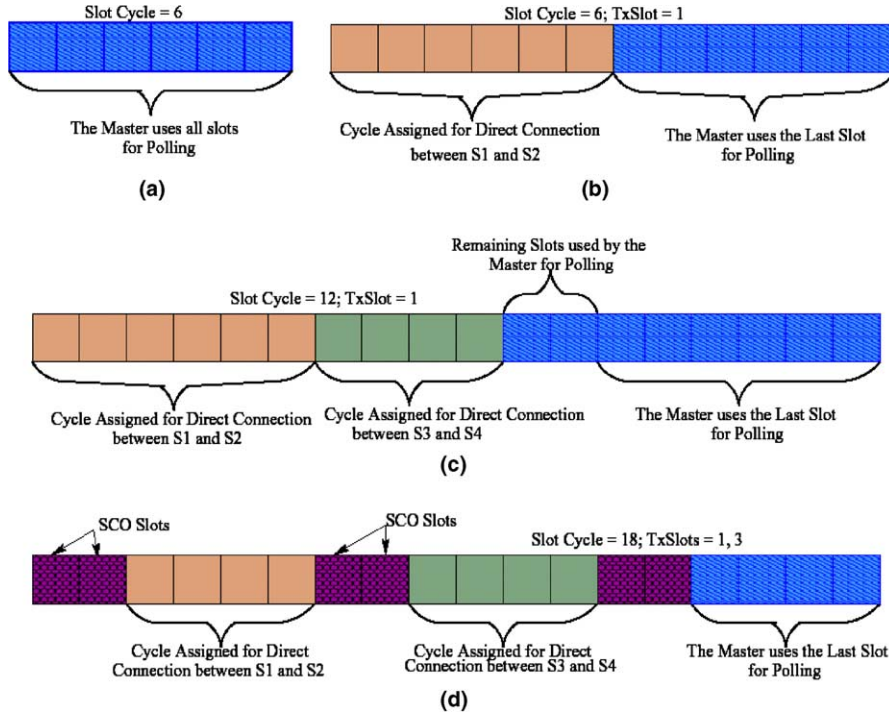 Slot Cycle = 6
The Master uses all slots
for Polling
(a)
Slot Cycle = 6; TxSlot = 1
Cycle Assigned for Direct Connection
between S1 and S2
The Master uses the Last Slot
for Polling
(b)
Remaining Slots used by the
Master for Polling
Slot Cycle = 12; TxSlot = 1
Cycle Assigned for Direct Connection
between S1 and S2
Cycle Assigned for Direct Connection
between S3 and S4
The Master uses the Last Slot
for Polling
(c)
SCO Slots
SCO Slots
Slot Cycle = 18; TxSlots = 1, 3
Cycle Assigned for Direct
Connection between S1 and S2
Cycle Assigned for Direct
Connection between S3 and S4
The Master uses the Last Slot
for Polling
(d)